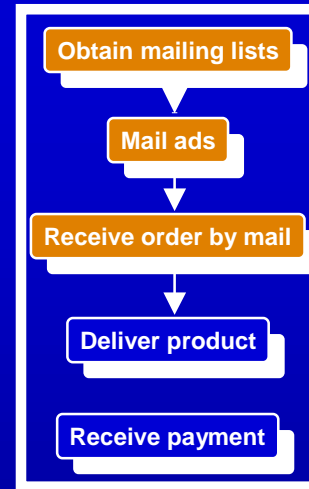 Obtain mailing lists
Mail ads
Receive order by mail
Deliver product
Receive payment